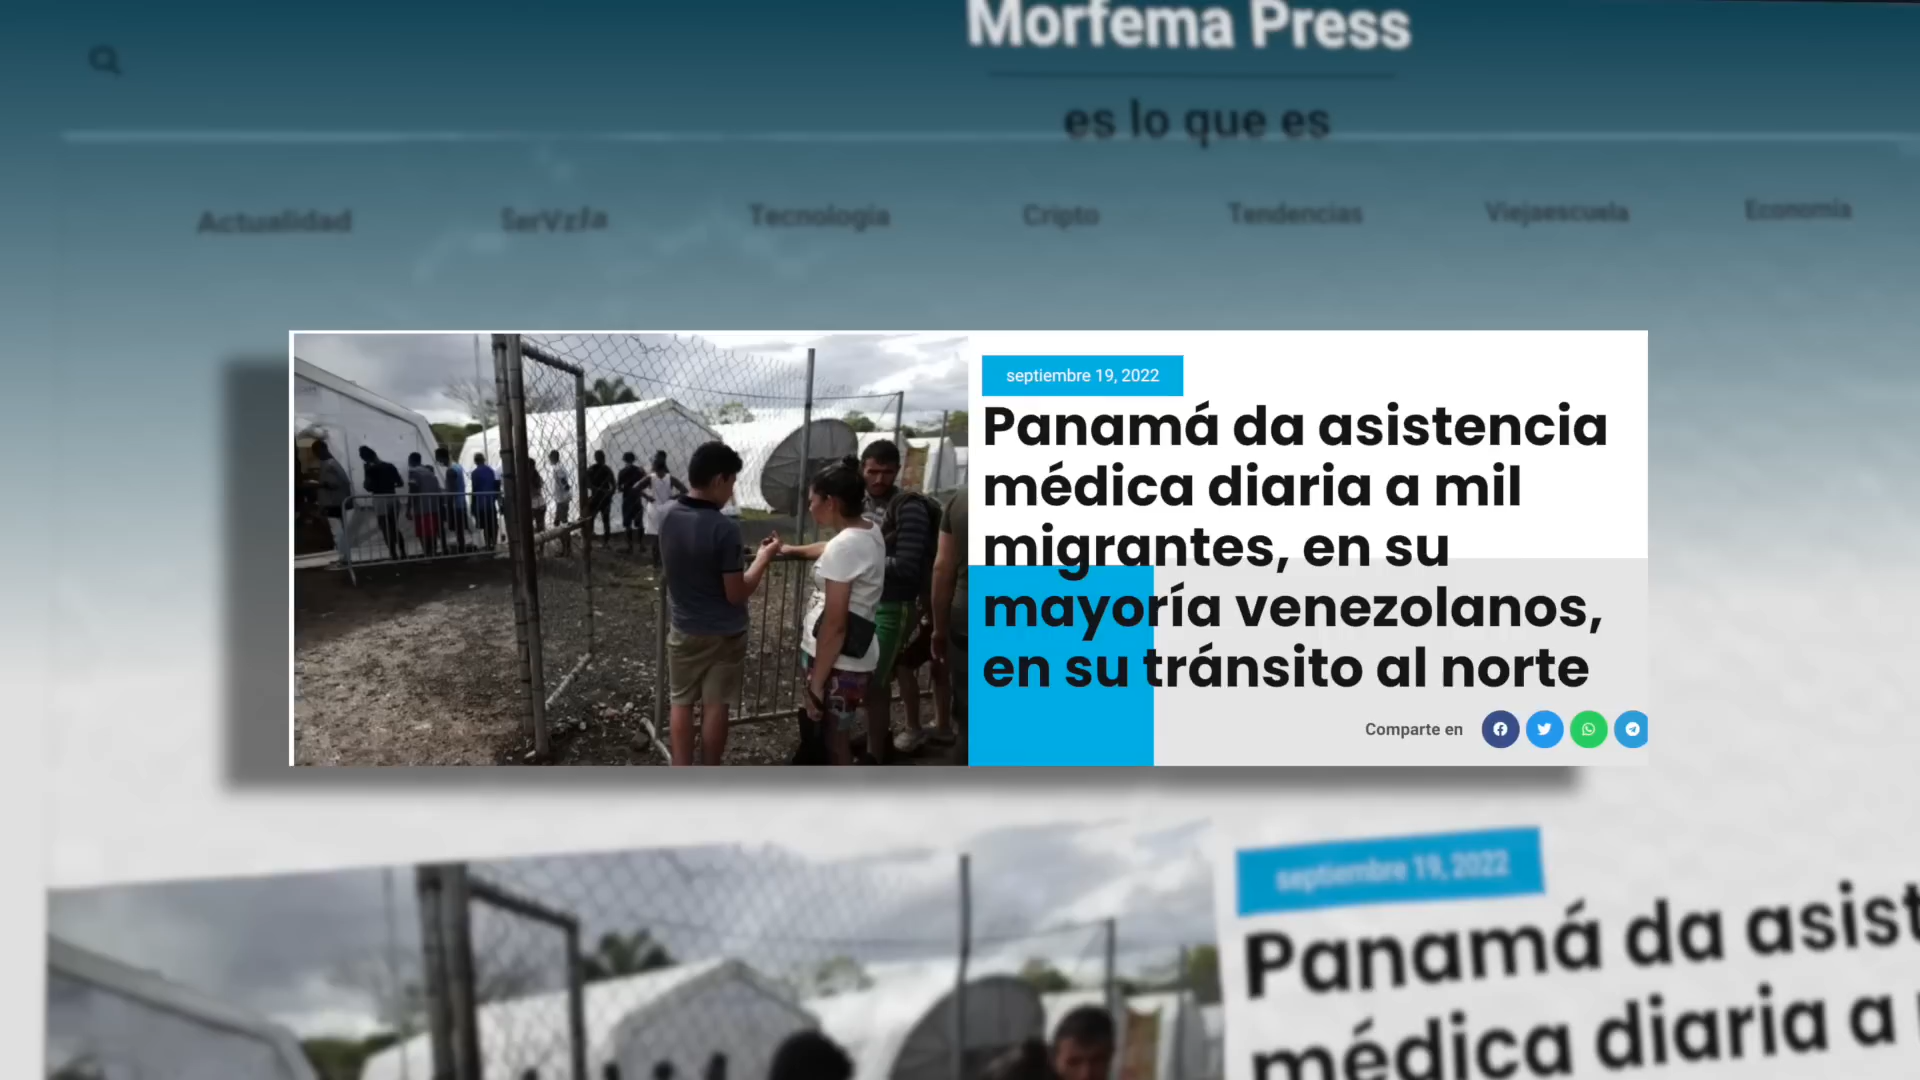 Morfema Press
es lo que es
Actualidad SerVzla Tecnología Cripto Tendencias Viejaescuela Economía
septiembre 19, 2022
Panamá da asistencia
médica diaria a mil
migrantes, en su
mayoría venezolanos,
en su tránsito al norte
Comparte en
septiembre 19, 2022
Panamá da asist
médica diaria a